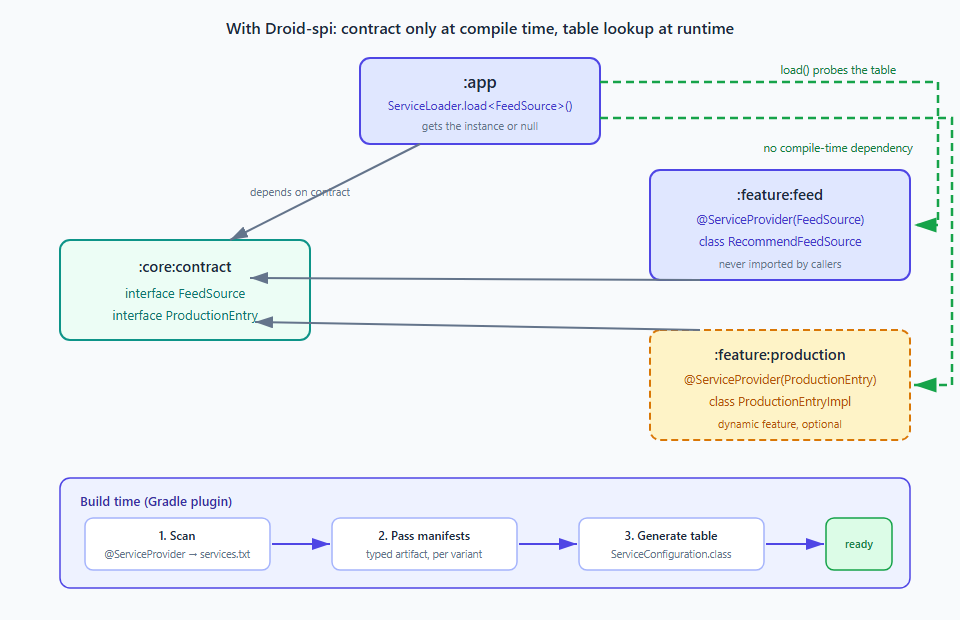 With Droid-spi: contract only at compile time, table lookup at runtime
:app
ServiceLoader.load<FeedSource>()
gets the instance or null
load() probes the table
no compile-time dependency
depends on contract
:feature:feed
@ServiceProvider(FeedSource)
class RecommendFeedSource
never imported by callers
:core:contract
interface FeedSource
interface ProductionEntry
:feature:production
@ServiceProvider(ProductionEntry)
class ProductionEntryImpl
dynamic feature, optional
Build time (Gradle plugin)
1. Scan
@ServiceProvider → services.txt
2. Pass manifests
typed artifact, per variant
3. Generate table
ServiceConfiguration.class
ready